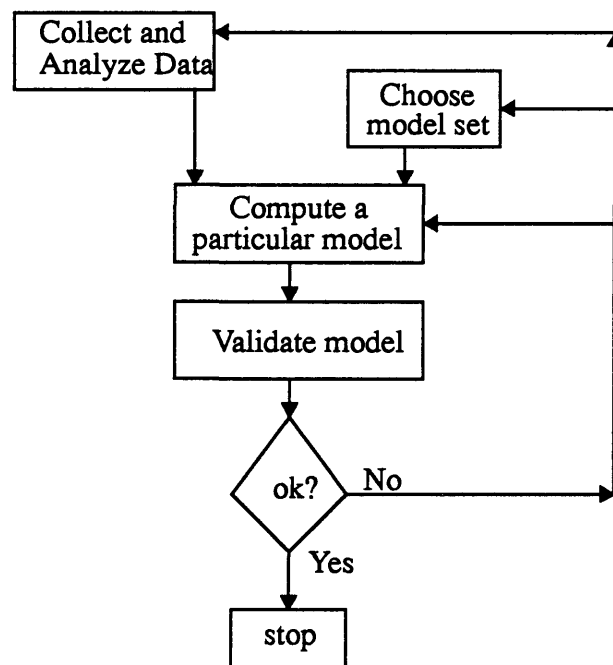 Collect and
Analyze Data
Choose
model set
Compute a
particular model
Validate model
ok?
No
Yes
stop